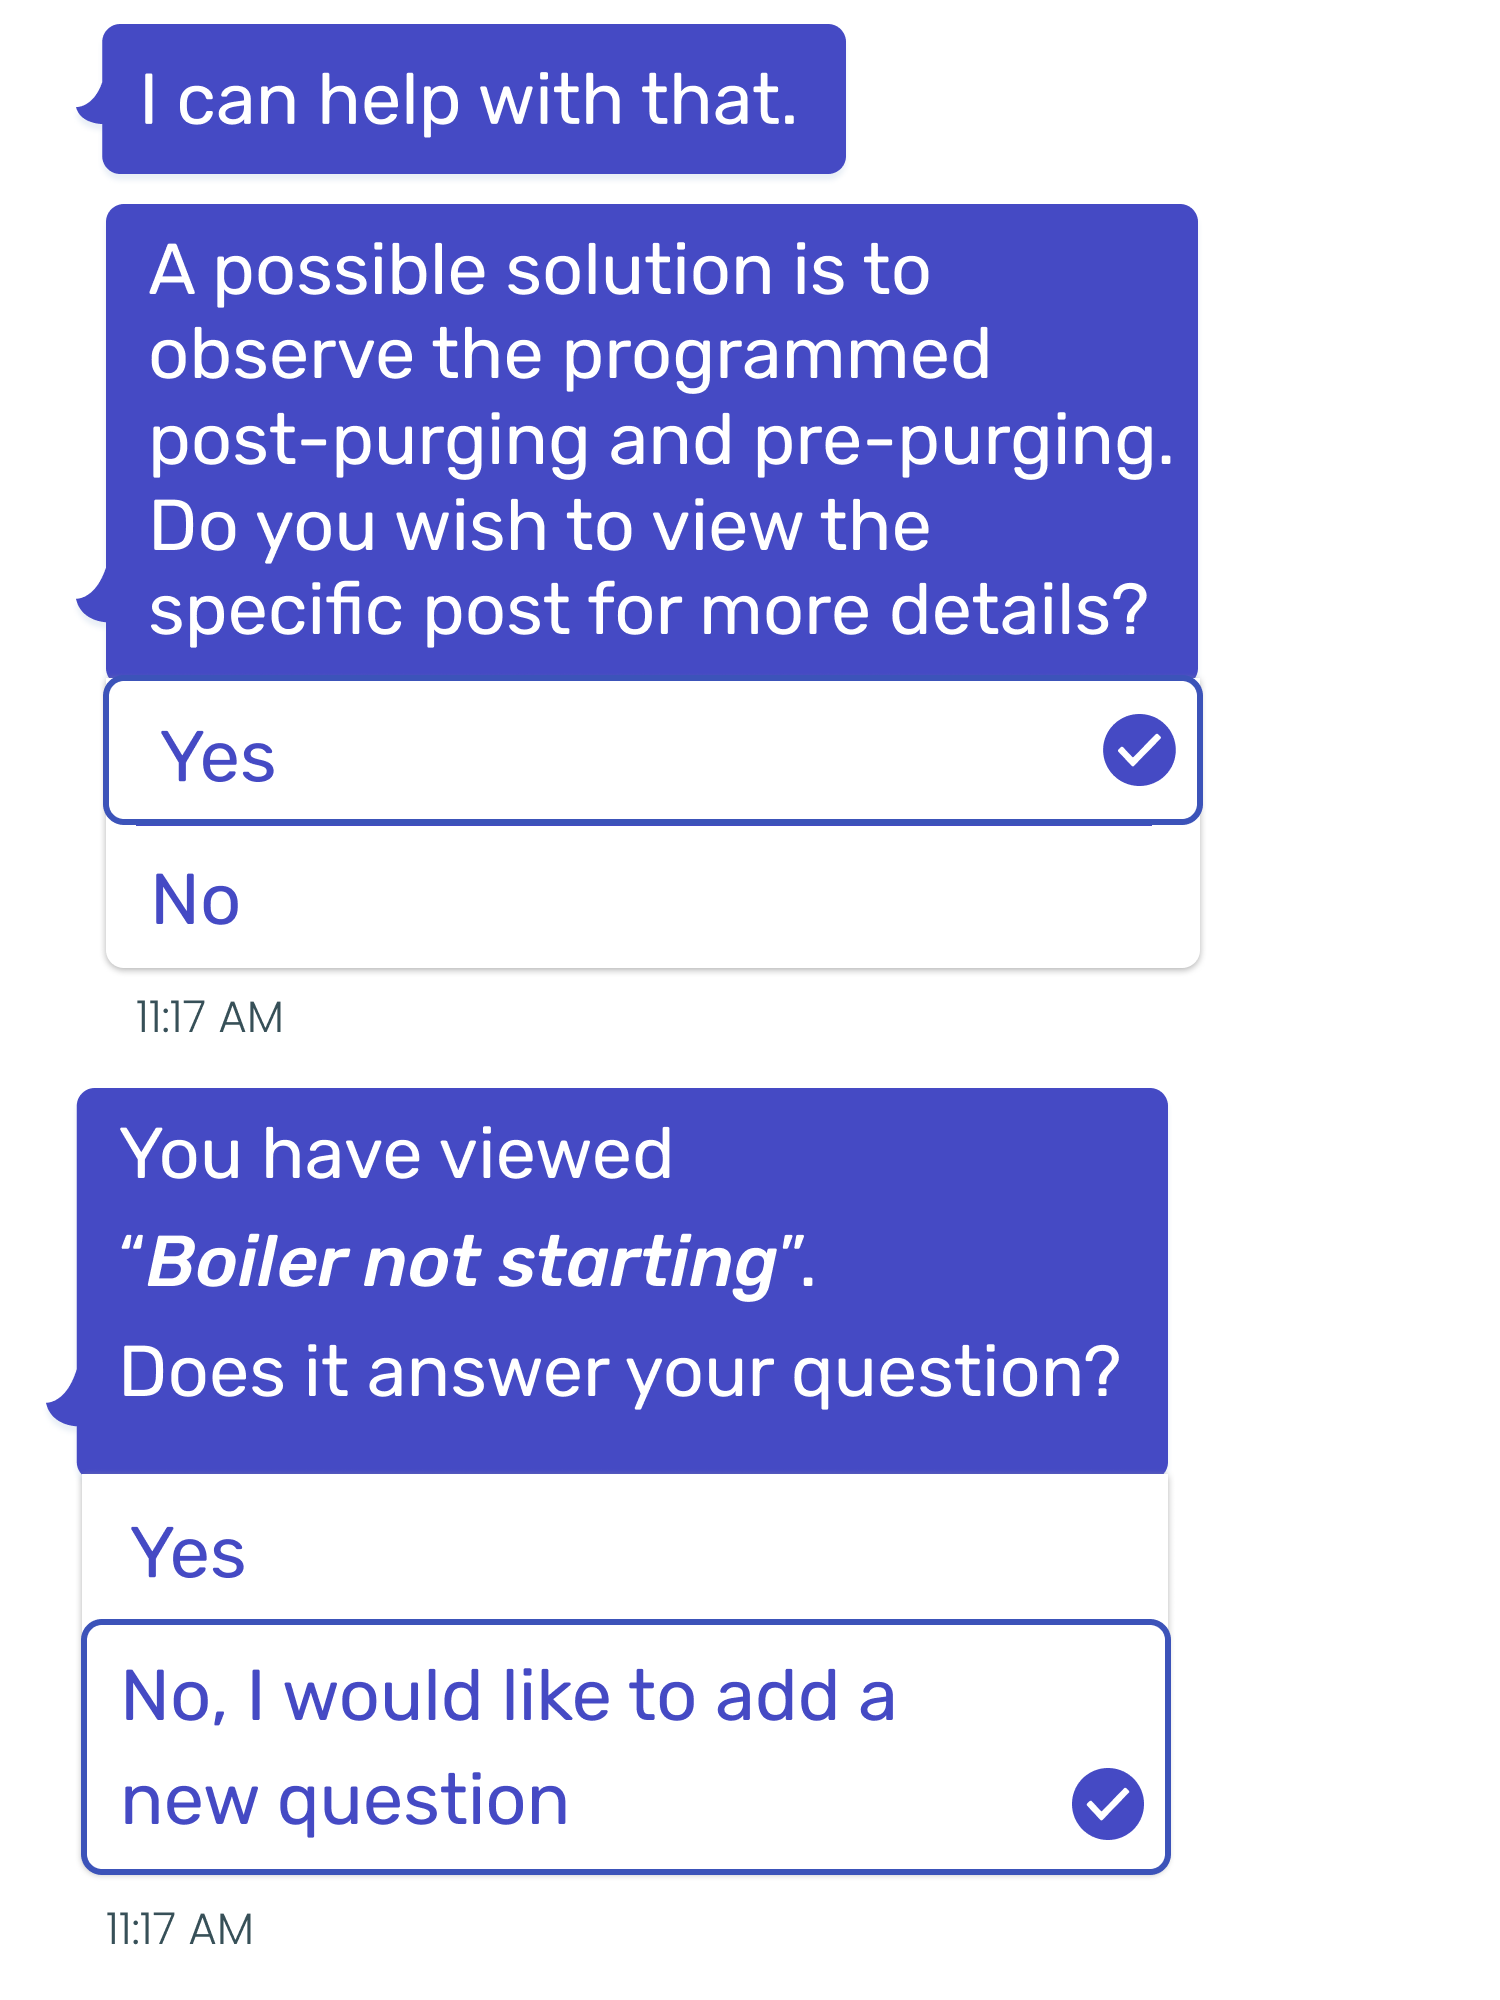 I can help with that.
A possible solution is to
observe the programmed
post-purging and pre-purging.
Do you wish to view the
specific post for more details?
Yes
No
11:17 AM
You have viewed
“Boiler not starting”.
Does it answer your question?
Yes
No, I would like to add a
new question
11:17 AM